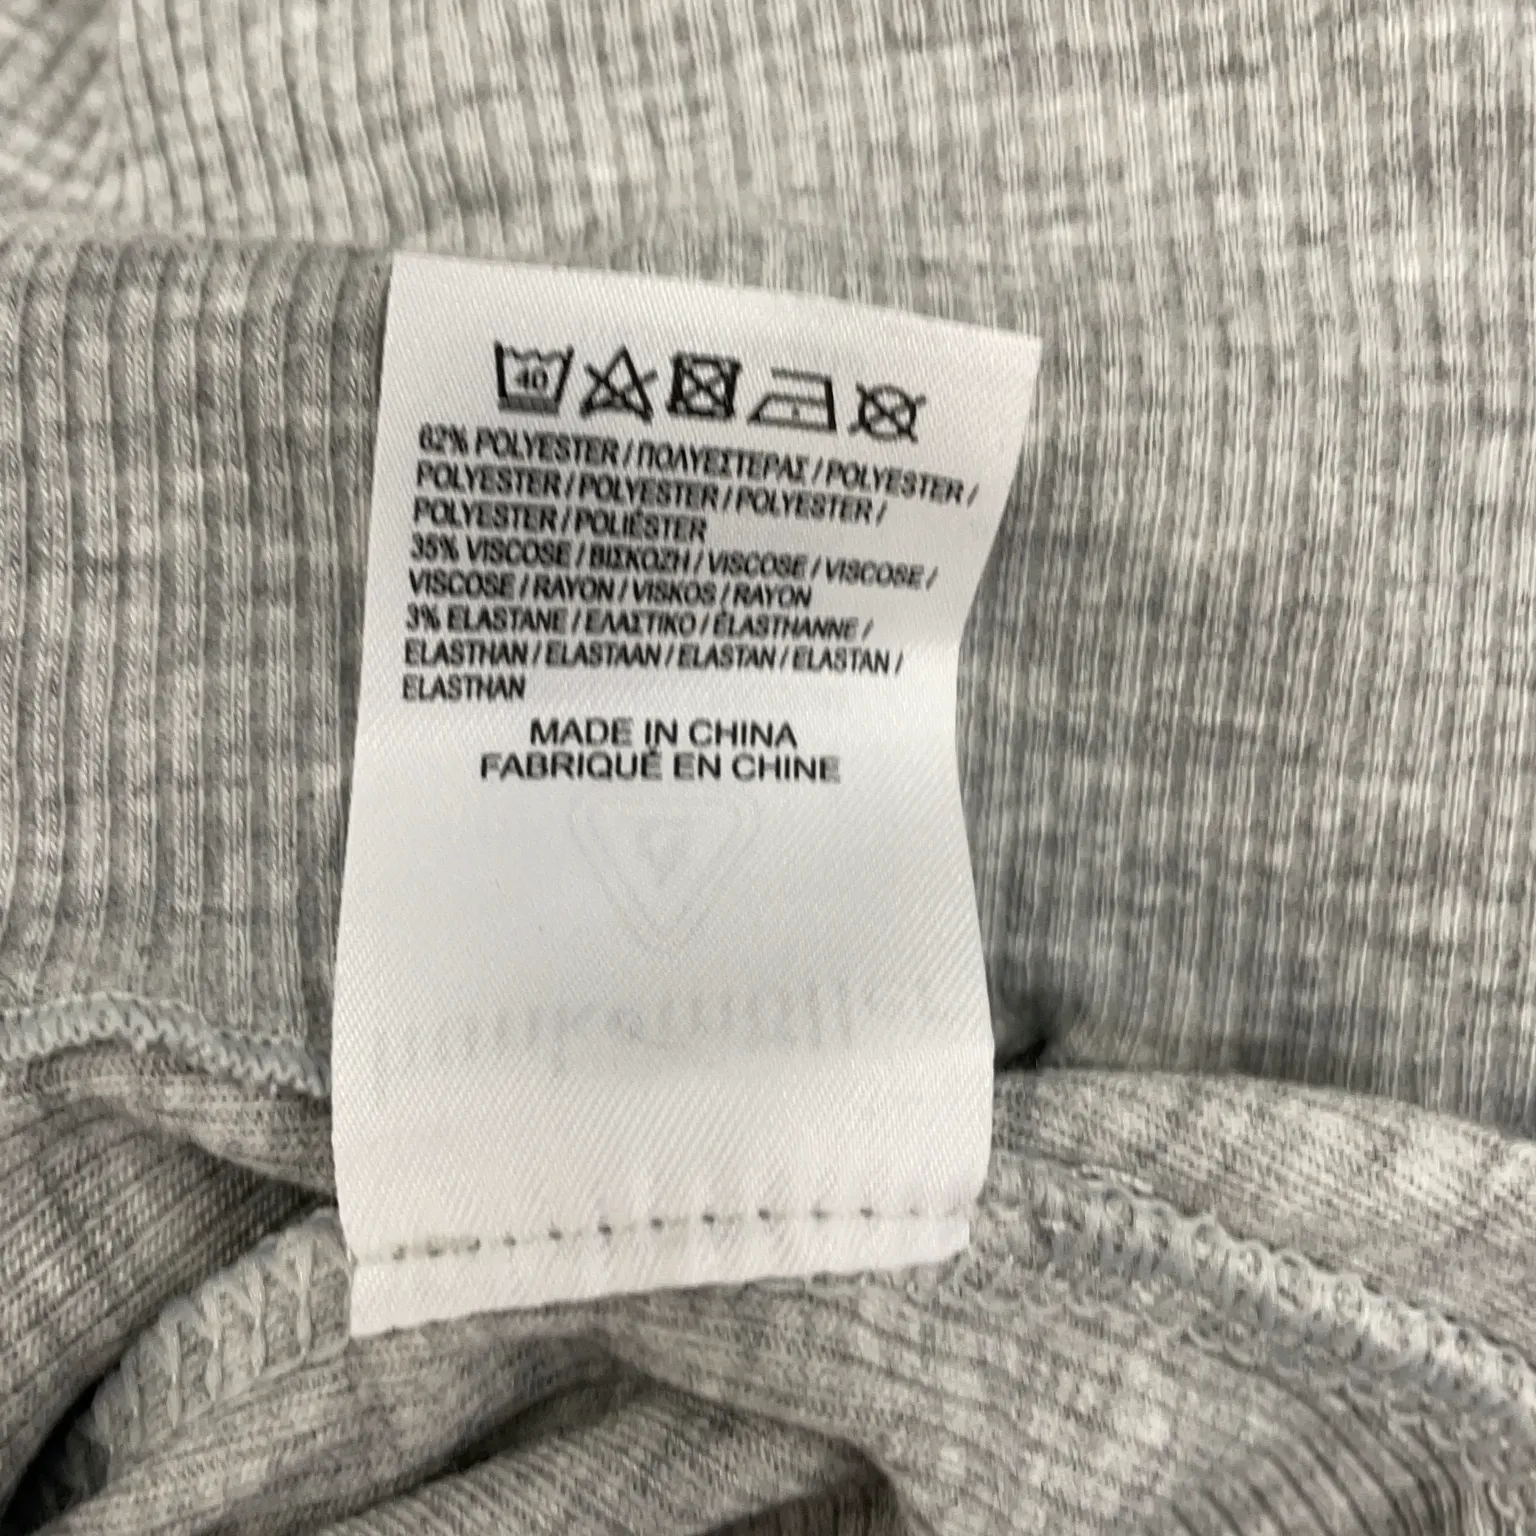 40
62% POLYESTER / ΠΟΛΥΕΣΤΕΡΑΣ / POLYESTER /
POLYESTER / POLYESTER / POLYESTER /
POLYESTER / POLIÉSTER
35% VISCOSE / ΒΙΣΚΟΖΗ / VISCOSE / VISCOSE /
VISCOSE / RAYON / VISKOS / RAYON
3% ELASTANE / ΕΛΑΣΤΙΚΟ / ÉLASTHANNE /
ELASTHAN / ELASTAAN / ELASTAN / ELASTAN /
ELASTHAN
MADE IN CHINA
FABRIQUÉ EN CHINE